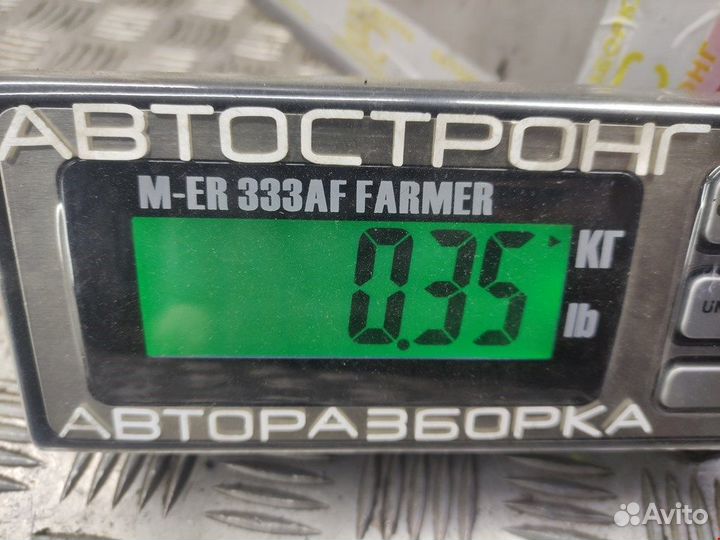 АВТОСТРОНГ
M-ER 333AF FARMER
0.35
КГ
lb
АВТОРАЗБОРКА
Avito